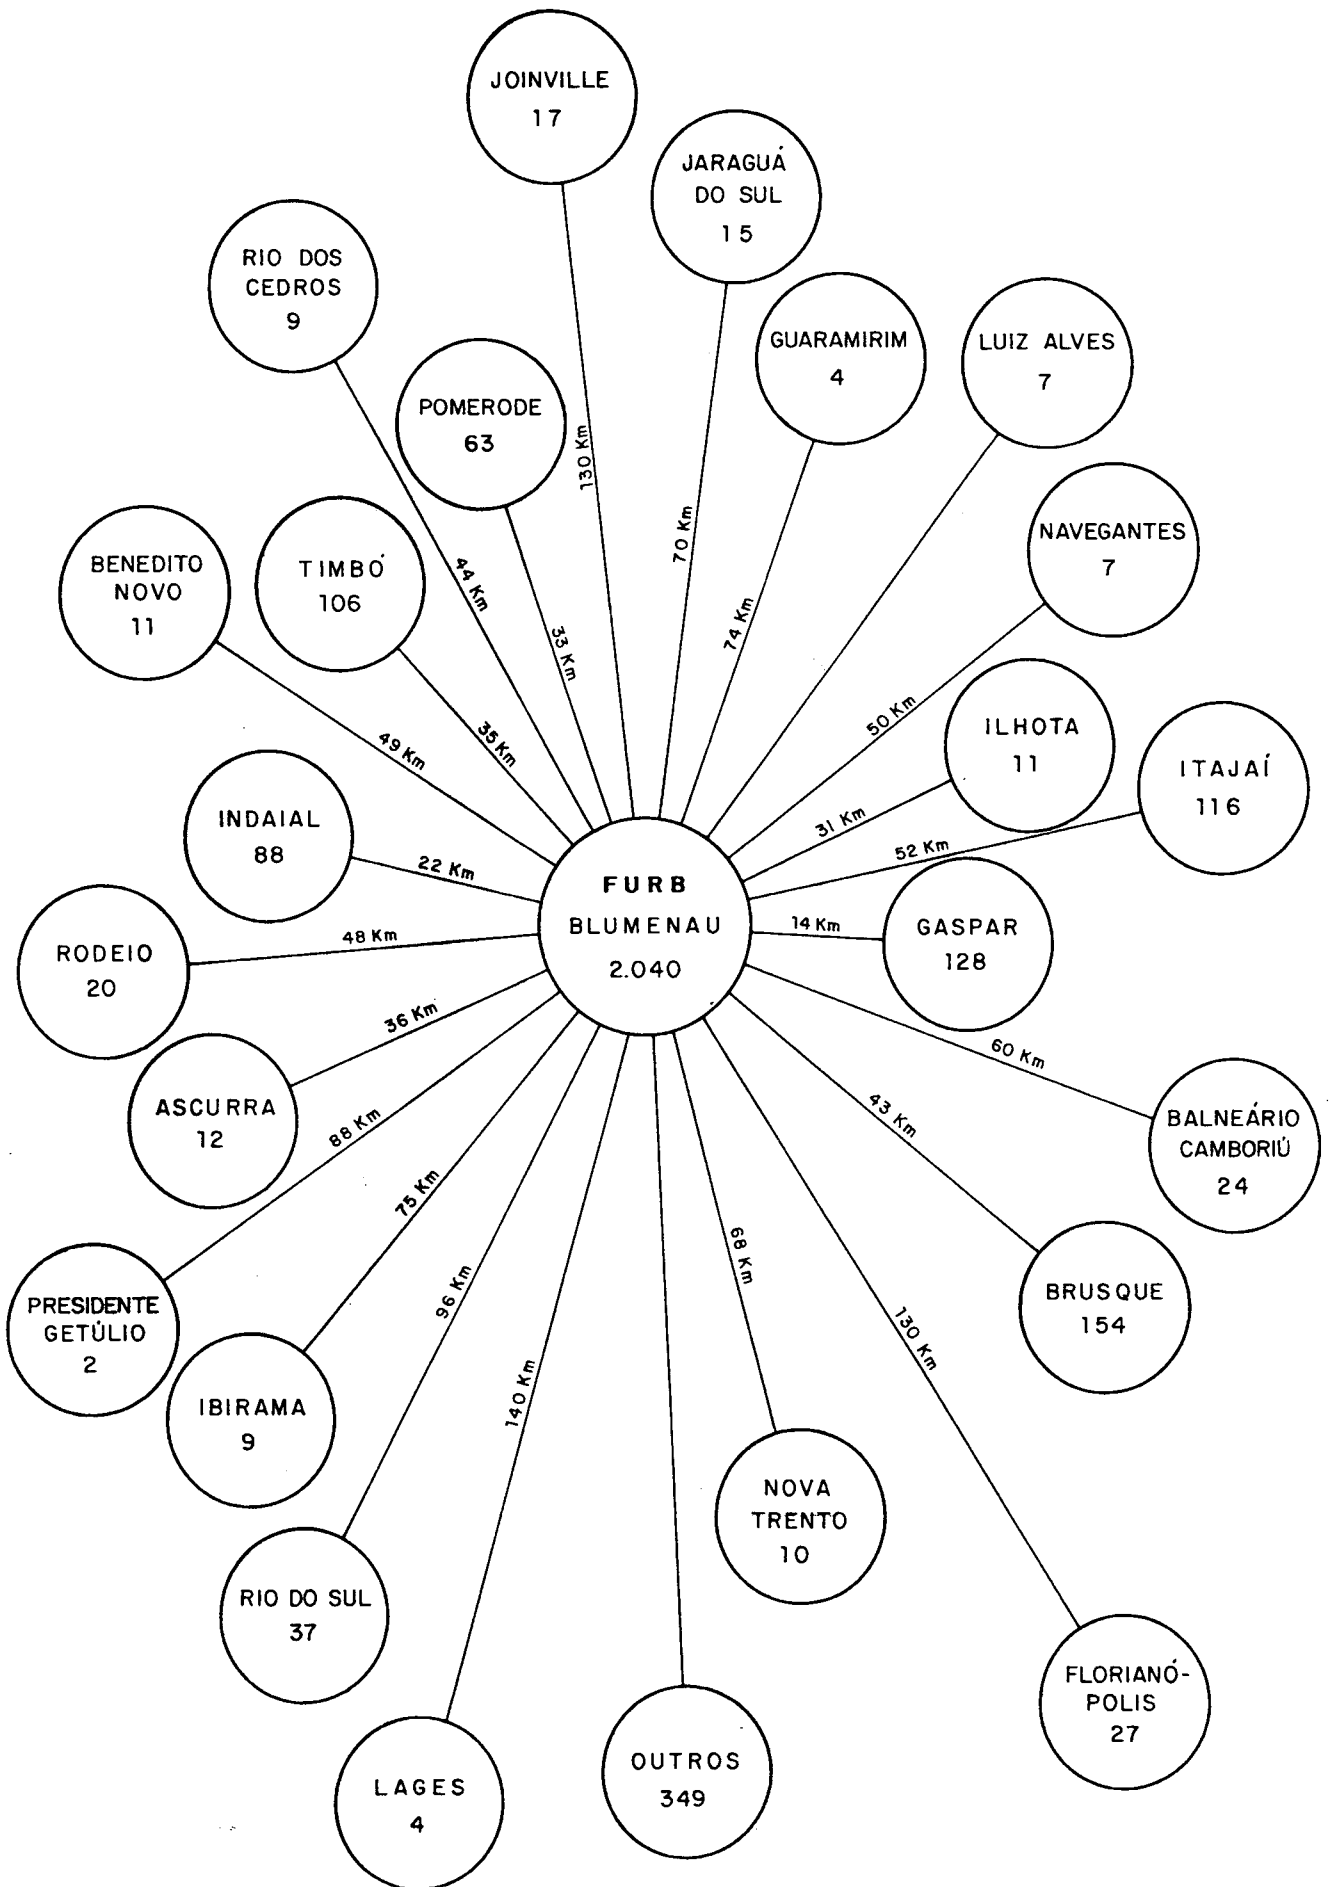 JOINVILLE
17
JARAGUÁ
DO SUL
15
RIO DOS
CEDROS
9
GUARAMIRIM
4
LUIZ ALVES
7
POMERODE
63
130 Km
70 Km
NAVEGANTES
7
BENEDITO
NOVO
11
TIMBÓ
106
44 Km
33 Km
74 Km
50 Km
ILHOTA
11
ITAJAÍ
116
49 Km
35 Km
INDAIAL
88
22 Km
31 Km
52 Km
FURB
BLUMENAU
2.040
14 Km
GASPAR
128
RODEIO
20
48 Km
36 Km
60 Km
ASCURRA
12
88 Km
43 Km
BALNEÁRIO
CAMBORIÚ
24
75 Km
68 Km
96 Km
BRUSQUE
154
PRESIDENTE
GETÚLIO
2
130 Km
IBIRAMA
9
140 Km
NOVA
TRENTO
10
RIO DO SUL
37
FLORIANÓ-
POLIS
27
LAGES
4
OUTROS
349